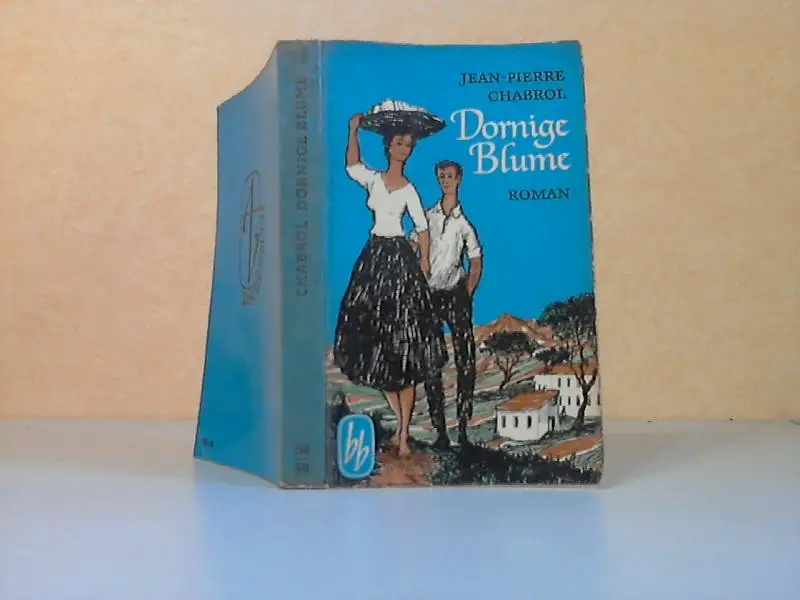 JEAN-PIERRE
CHABROL
Dornige
Blume
ROMAN
bb
CHABROL · DORNIGE BLUME